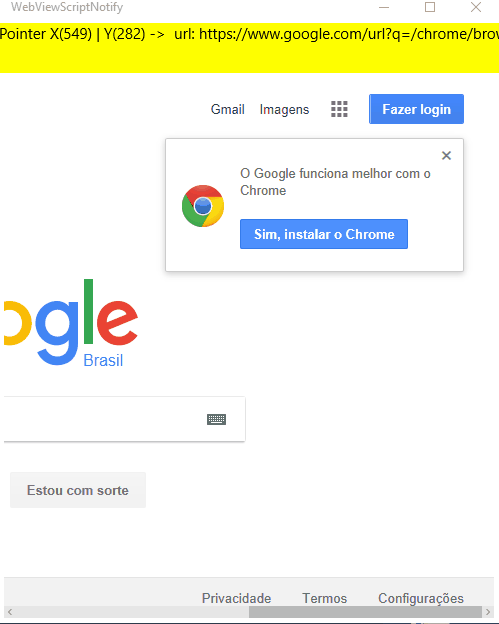 WebViewScriptNotify
Pointer X(549) | Y(282) -> url: https://www.google.com/url?q=/chrome/brow
Gmail Imagens Fazer login
O Google funciona melhor com o
Chrome
Sim, instalar o Chrome
ogle
Brasil
Estou com sorte
Privacidade Termos Configurações